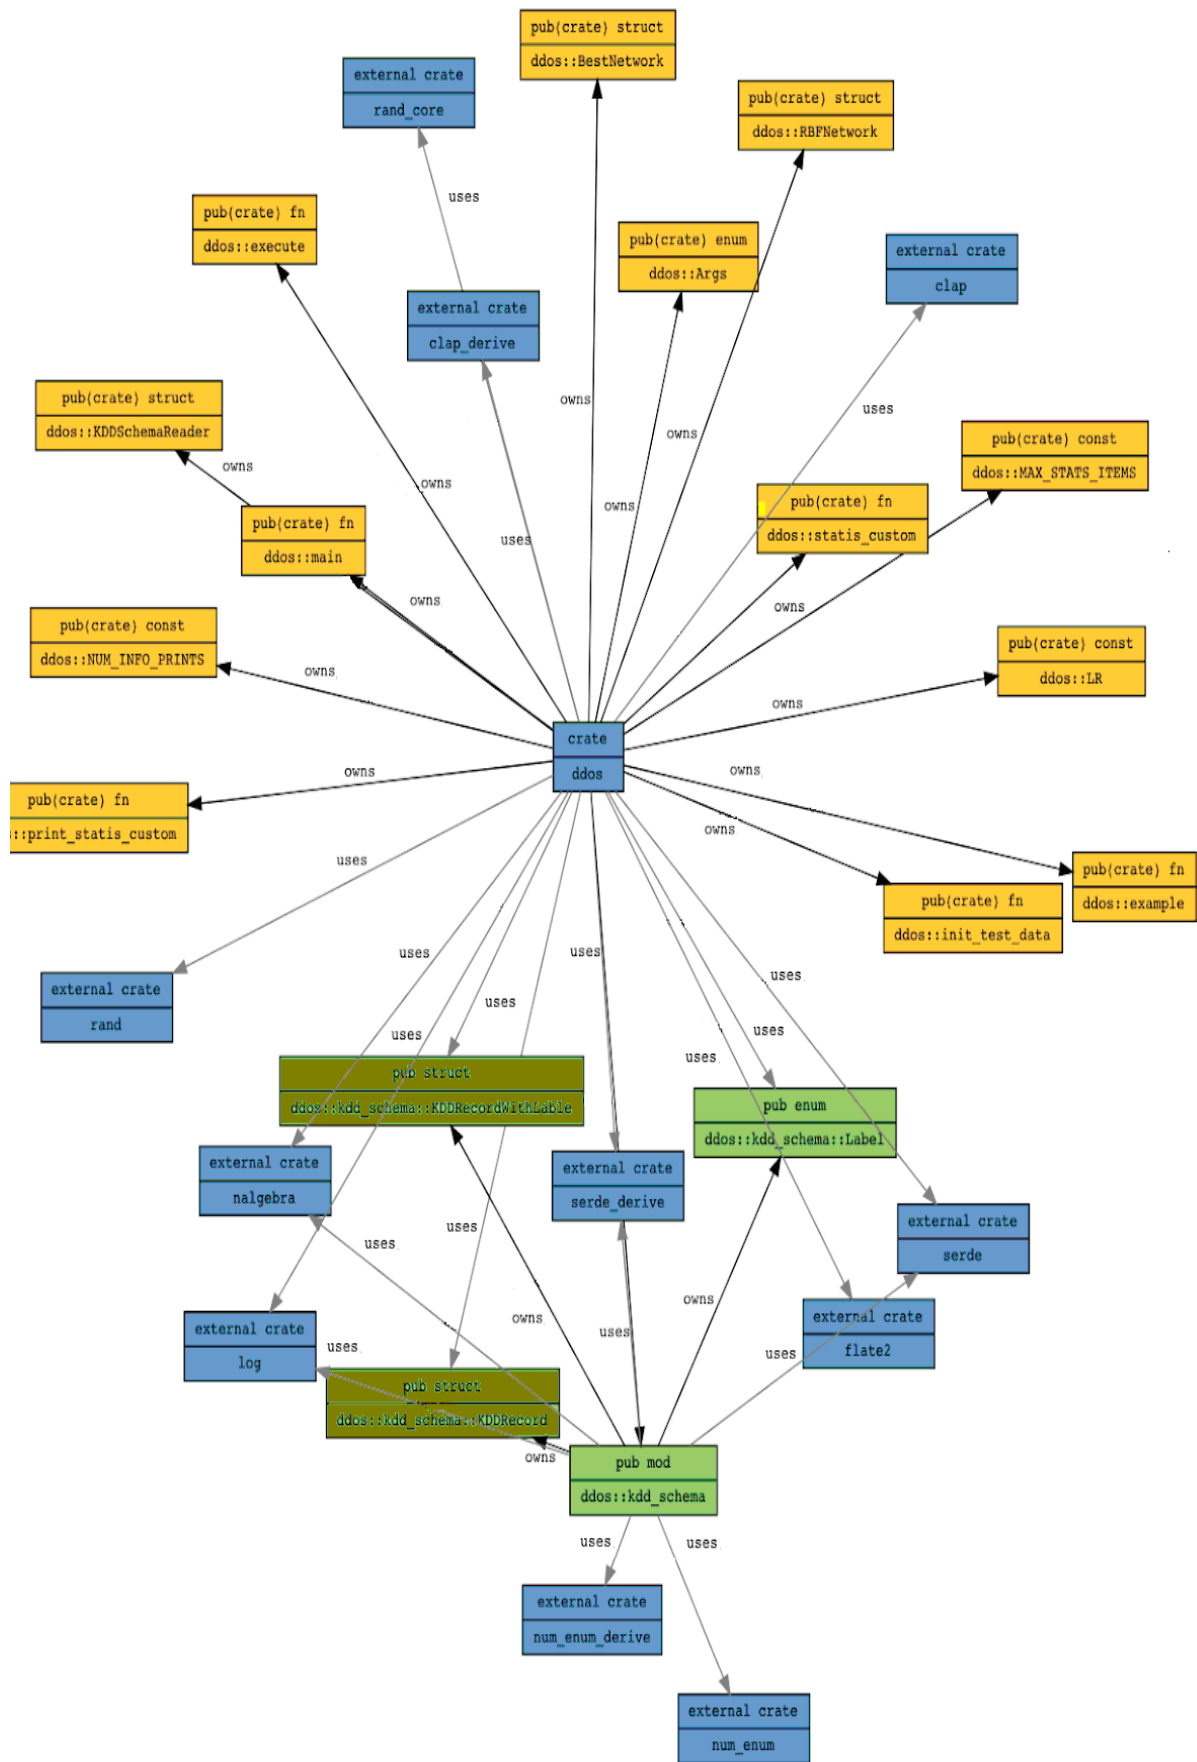 pub(crate) struct
ddos::BestNetwork
external crate
rand_core
pub(crate) struct
ddos::RBFNetwork
uses
pub(crate) fn
ddos::execute
pub(crate) enum
ddos::Args
external crate
clap
external crate
clap_derive
pub(crate) struct
ddos::KDDSchemaReader
owns
uses
owns
pub(crate) const
ddos::MAX_STATS_ITEMS
owns
owns
pub(crate) fn
ddos::main
owns
uses
pub(crate) fn
ddos::statis_custom
owns
owns
pub(crate) const
ddos::NUM_INFO_PRINTS
owns
pub(crate) const
ddos::LR
owns
crate
ddos
owns
owns
pub(crate) fn
s::print_statis_custom
owns
uses
pub(crate) fn
ddos::example
pub(crate) fn
ddos::init_test_data
uses
uses
uses
external crate
rand
uses
uses
uses
uses
pub struct
ddos::kdd_schema::KDDRecordWithLable
pub enum
ddos::kdd_schema::Label
external crate
nalgebra
external crate
serde_derive
external crate
serde
uses
uses
owns
owns
external crate
log
uses
uses
uses
external crate
flate2
pub struct
ddos::kdd_schema::KDDRecord
owns
pub mod
ddos::kdd_schema
uses
uses
external crate
num_enum_derive
external crate
num_enum